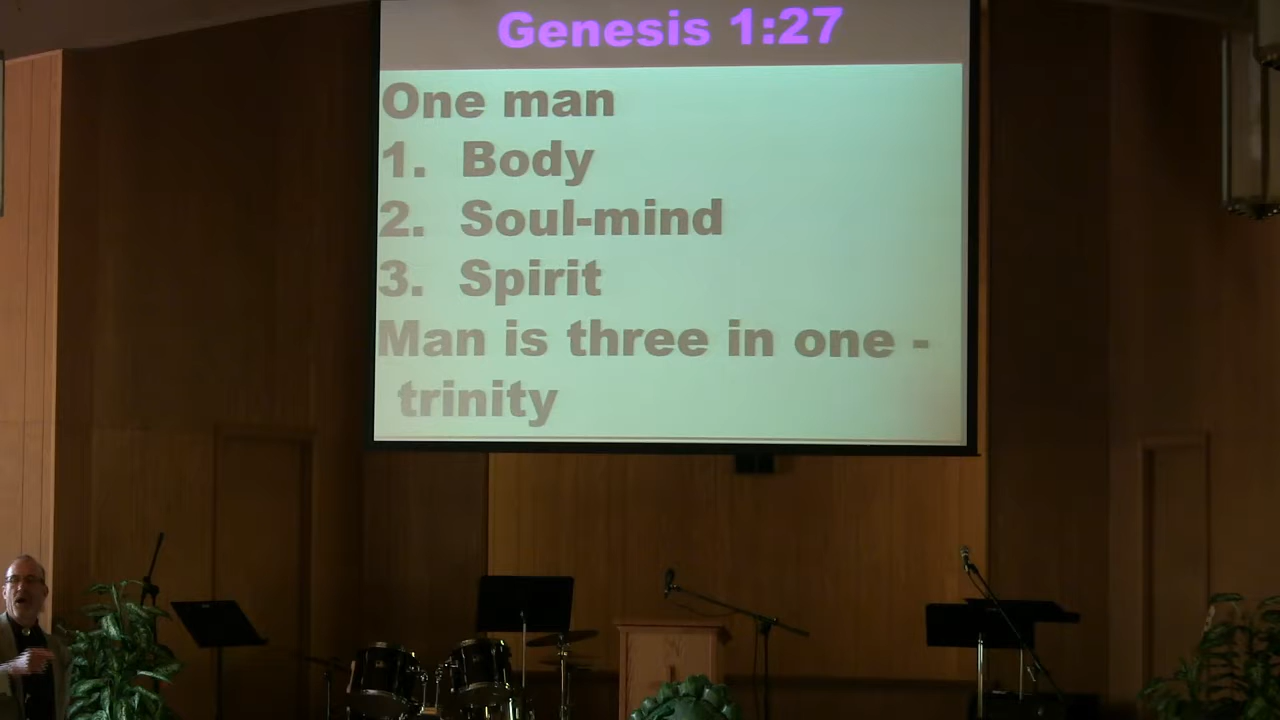 Genesis 1:27
One man
1. Body
2. Soul-mind
3. Spirit
Man is three in one -
trinity